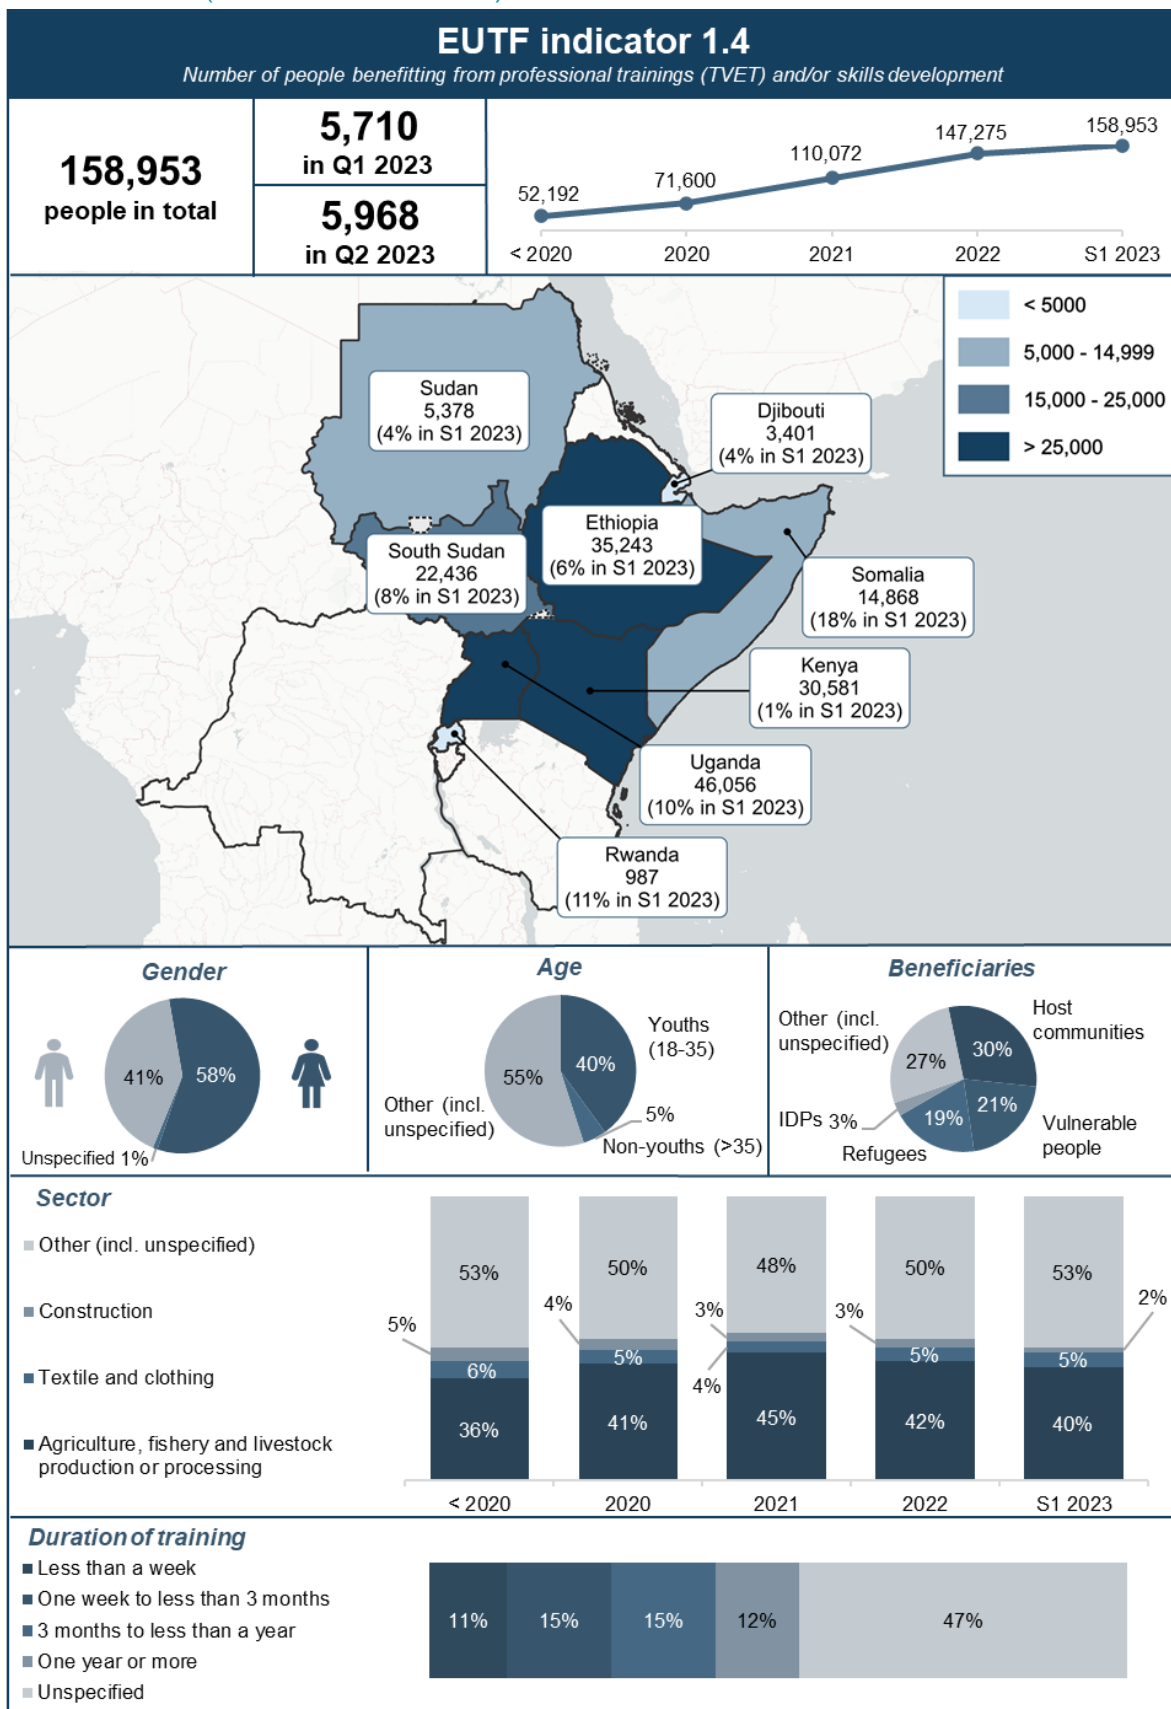 EUTF indicator 1.4
Number of people benefitting from professional trainings (TVET) and/or skills development
158,953
people in total
5,710
in Q1 2023
5,968
in Q2 2023
52,192
71,600
110,072
147,275
158,953
< 2020
2020
2021
2022
S1 2023
< 5000
5,000 - 14,999
15,000 - 25,000
> 25,000
Sudan
5,378
(4% in S1 2023)
Djibouti
3,401
(4% in S1 2023)
Ethiopia
35,243
(6% in S1 2023)
South Sudan
22,436
(8% in S1 2023)
Somalia
14,868
(18% in S1 2023)
Kenya
30,581
(1% in S1 2023)
Uganda
46,056
(10% in S1 2023)
Rwanda
987
(11% in S1 2023)
Gender
41%
58%
Unspecified 1%
Age
Youths
(18-35)
40%
55%
Other (incl.
unspecified)
5%
Non-youths (>35)
Beneficiaries
Other (incl.
unspecified)
Host
communities
27%
30%
IDPs 3%
19%
21%
Refugees
Vulnerable
people
Sector
Other (incl. unspecified)
Construction
Textile and clothing
Agriculture, fishery and livestock
production or processing
53%
50%
48%
50%
53%
5%
4%
3%
3%
2%
6%
5%
4%
5%
5%
36%
41%
45%
42%
40%
< 2020
2020
2021
2022
S1 2023
Duration of training
Less than a week
One week to less than 3 months
3 months to less than a year
One year or more
Unspecified
11%
15%
15%
12%
47%